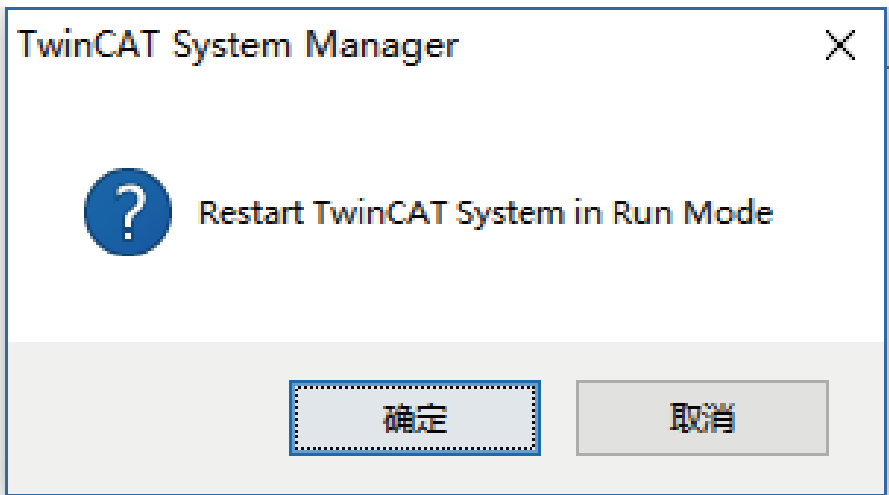 TwinCAT System Manager
Restart TwinCAT System in Run Mode
确定
取消